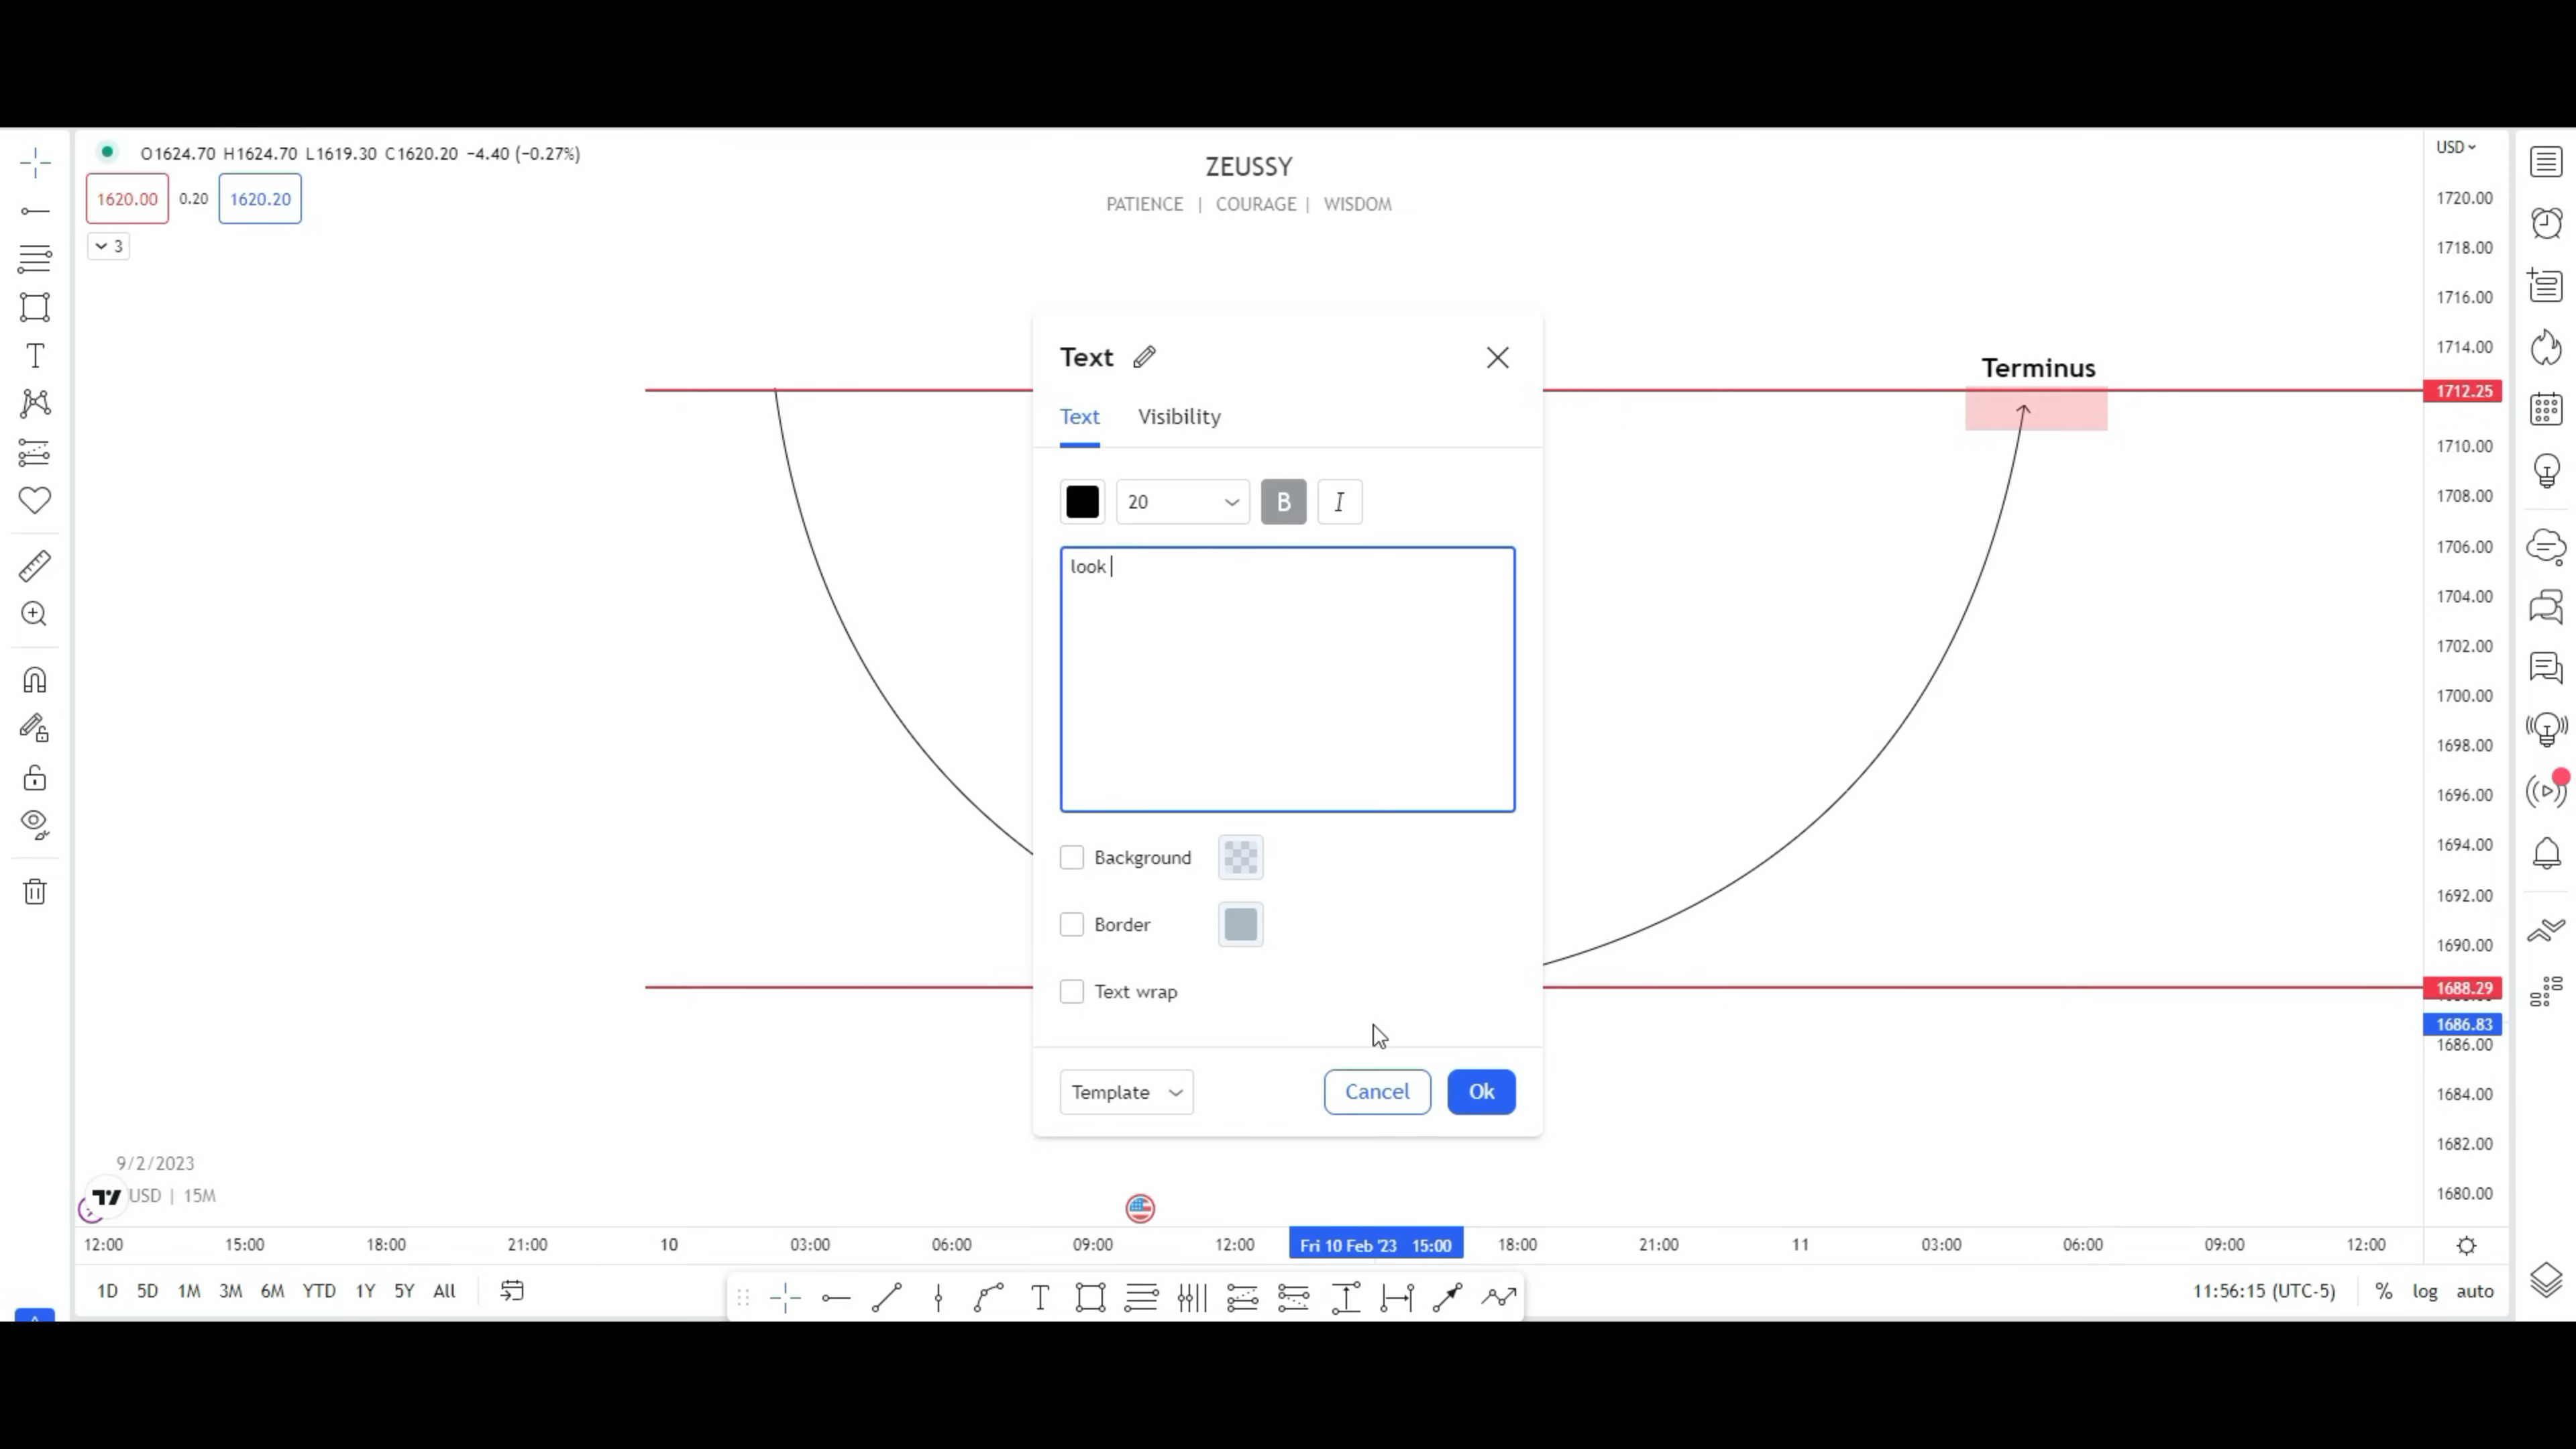 O1624.70 H1624.70 L1619.30 C1620.20 −4.40 (−0.27%)
1620.00 0.20 1620.20
3
ZEUSSY
PATIENCE | COURAGE | WISDOM
USD
1720.00
1718.00
1716.00
1714.00
1712.25
1710.00
1708.00
1706.00
1704.00
1702.00
1700.00
1698.00
1696.00
1694.00
1692.00
1690.00
1688.29
1686.83
1686.00
1684.00
1682.00
1680.00
Terminus
Text
Text Visibility
20 B I
look
Background
Border
Text wrap
Template Cancel Ok
9/2/2023
USD | 15M
12:00 15:00 18:00 21:00 10 03:00 06:00 09:00 12:00 Fri 10 Feb '23 15:00 18:00 21:00 11 03:00 06:00 09:00 12:00
1D 5D 1M 3M 6M YTD 1Y 5Y All
11:56:15 (UTC-5) % log auto